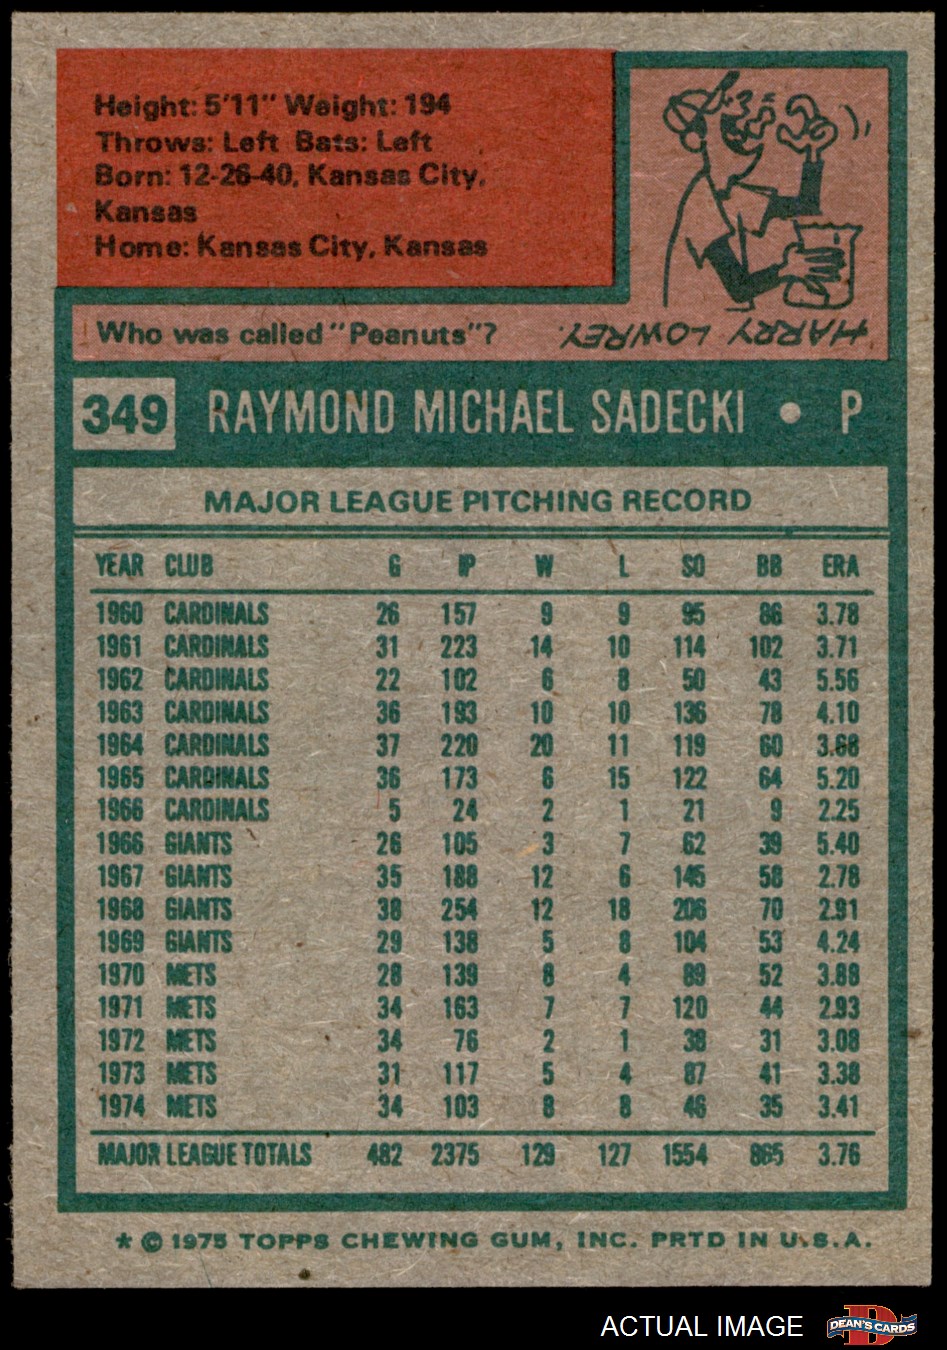 Height: 5'11" Weight: 194
Throws: Left Bats: Left
Born: 12-26-40, Kansas City,
Kansas
Home: Kansas City, Kansas
Who was called "Peanuts"?
HARRY LOWREY.
349 RAYMOND MICHAEL SADECKI • P
MAJOR LEAGUE PITCHING RECORD
YEAR CLUB G IP W L SO BB ERA
1960 CARDINALS 26 157 9 9 95 86 3.78
1961 CARDINALS 31 223 14 10 114 102 3.71
1962 CARDINALS 22 102 6 8 50 43 5.56
1963 CARDINALS 36 193 10 10 136 78 4.10
1964 CARDINALS 37 220 20 11 119 60 3.68
1965 CARDINALS 36 173 6 15 122 64 5.20
1966 CARDINALS 5 24 2 1 21 9 2.25
1966 GIANTS 26 105 3 7 62 39 5.40
1967 GIANTS 35 188 12 6 145 58 2.78
1968 GIANTS 38 254 12 18 206 70 2.91
1969 GIANTS 29 138 5 8 104 53 4.24
1970 METS 28 139 8 4 89 52 3.88
1971 METS 34 163 7 7 120 44 2.93
1972 METS 34 76 2 1 38 31 3.08
1973 METS 31 117 5 4 87 41 3.38
1974 METS 34 103 8 8 46 35 3.41
MAJOR LEAGUE TOTALS 482 2375 129 127 1554 865 3.76
* © 1975 TOPPS CHEWING GUM, INC. PRTD IN U.S.A.
ACTUAL IMAGE
D
DEAN'S CARDS